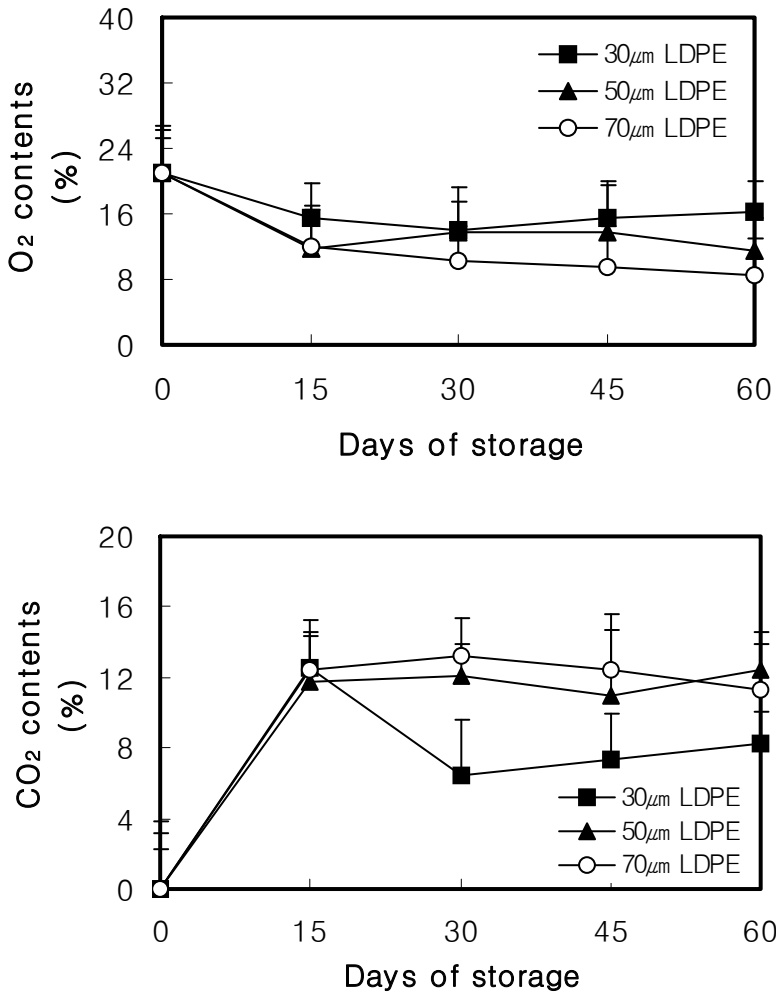 40
32
24
16
8
0
O2 contents
(%)
30μm LDPE
50μm LDPE
70μm LDPE
0 15 30 45 60
Days of storage
20
16
12
8
4
0
CO2 contents
(%)
30μm LDPE
50μm LDPE
70μm LDPE
0 15 30 45 60
Days of storage